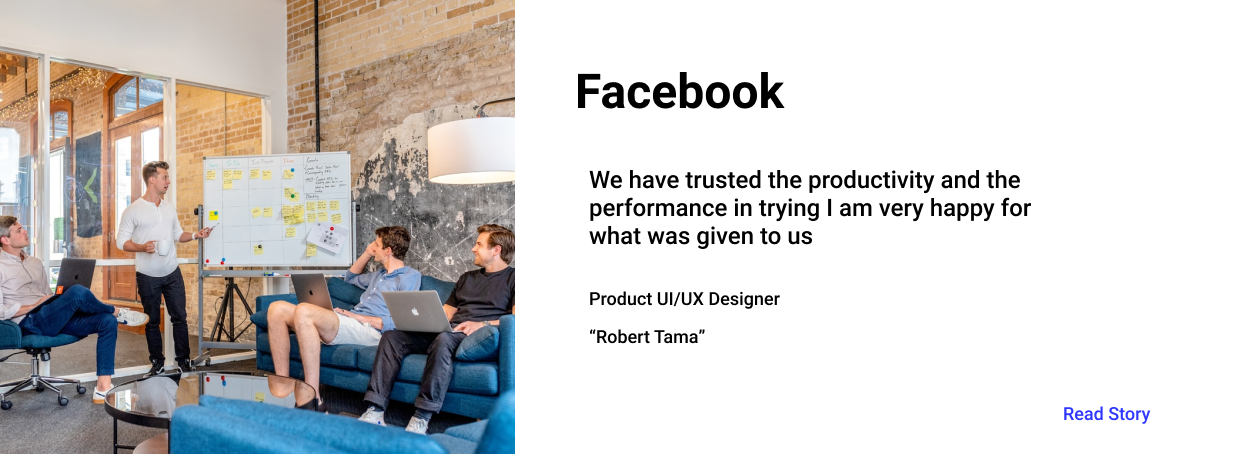 Facebook
We have trusted the productivity and the
performance in trying I am very happy for
what was given to us
Product UI/UX Designer
“Robert Tama”
Read Story